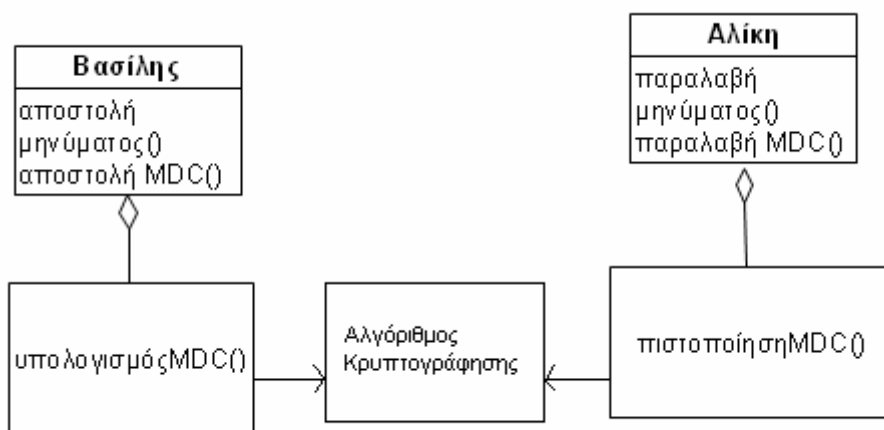 Βασίλης
αποστολή
μηνύματος()
αποστολή MDC()
Αλίκη
παραλαβή
μηνύματος()
παραλαβή MDC()
υπολογισμόςMDC()
Αλγόριθμος
Κρυπτογράφησης
πιστοποίησηMDC()